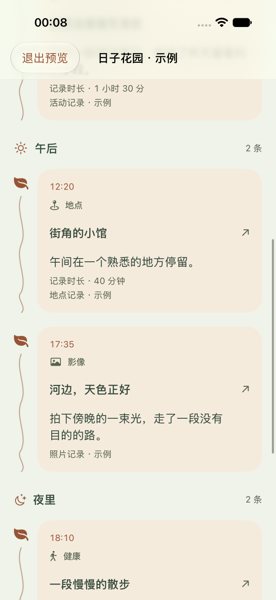 00:08
退出预览
日子花园 · 示例
记录时长 · 1 小时 30 分
活动记录 · 示例
午后
2 条
12:20
地点
街角的小馆
午间在一个熟悉的地方停留。
记录时长 · 40 分钟
地点记录 · 示例
17:35
影像
河边，天色正好
拍下傍晚的一束光，走了一段没有
目的的路。
照片记录 · 示例
夜里
2 条
18:10
健康
一段慢慢的散步